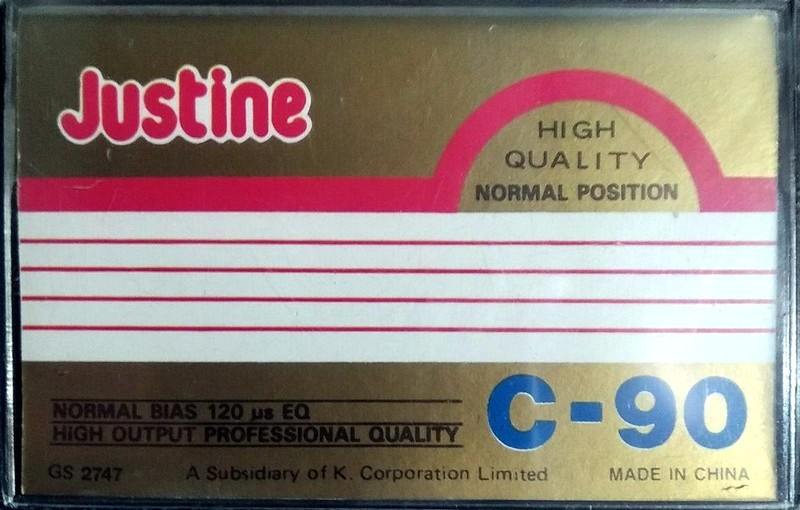 Justine
HIGH
QUALITY
NORMAL POSITION
NORMAL BIAS 120 µs EQ
HIGH OUTPUT PROFESSIONAL QUALITY
C-90
GS 2747 A Subsidiary of K. Corporation Limited MADE IN CHINA